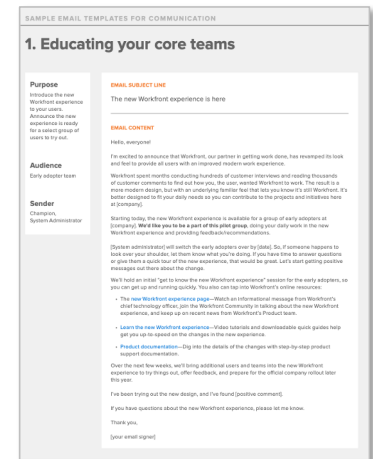 SAMPLE EMAIL TEMPLATES FOR COMMUNICATION
1. Educating your core teams
Purpose
Introduce the new
Workfront experience
to your users.
Announce the new
experience is ready
for a select group of
users to try out.
Audience
Early adopter team
Sender
Champion,
System Administrator
EMAIL SUBJECT LINE
The new Workfront experience is here
EMAIL CONTENT
Hello, everyone!
I'm excited to announce that Workfront, our partner in getting work done, has revamped its look
and feel to provide all users with an improved modern work experience.
Workfront spent months conducting hundreds of customer interviews and reading thousands
of customer comments to find out how you, the user, wanted Workfront to work. The result is a
more modern design, but with an underlying familiar feel that lets you know it's still Workfront. It's
better designed to fit your daily needs so you can contribute to the projects and initiatives here
at [company].
Starting today, the new Workfront experience is available for a group of early adopters at
[company]. We'd like you to be a part of this pilot group, doing your daily work in the new
Workfront experience and providing feedback/recommendations.
[System administrator] will switch the early adopters over by [date]. So, if someone happens to
look over your shoulder, let them know what you're doing. If you have time to answer questions
or give them a quick tour of the new experience, that would be great. Let's start getting positive
messages out there about the change.
We'll hold an initial "get to know the new Workfront experience" session for the early adopters, so
you can get up and running quickly. You also can tap into Workfront's online resources:
• The new Workfront experience page—Watch an informational message from Workfront's
chief technology officer, join the Workfront Community in talking about the new Workfront
experience, and keep up on recent news from Workfront's Product team.
• Learn the new Workfront experience—Video tutorials and downloadable quick guides help
get you up-to-speed on the changes in the new experience.
• Product documentation—Dig into the details of the changes with step-by-step product
support documentation.
Over the next few weeks, we'll bring additional users and teams into the new Workfront
experience to try things out, offer feedback, and prepare for the official company rollout later
this year.
I've been trying out the new design, and I've found [positive comment].
If you have questions about the new Workfront experience, please let me know.
Thank you,
[your email signer]